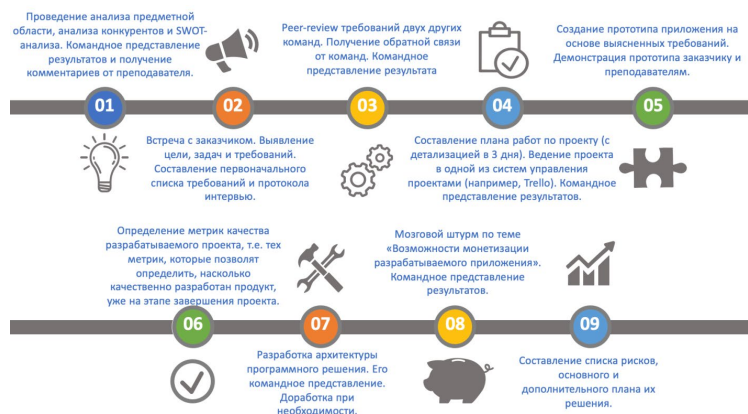 Проведение анализа предметной
области, анализа конкурентов и SWOT-
анализа. Командное представление
результатов и получение
комментариев от преподавателя.
Peer-review требований двух других
команд. Получение обратной связи
от команд. Командное
представление результата
Создание прототипа приложения на
основе выясненных требований.
Демонстрация прототипа заказчику и
преподавателям.
01
02
03
04
05
Встреча с заказчиком. Выявление
цели, задач и требований.
Составление первоначального
списка требований и протокола
интервью.
Составление плана работ по проекту (с
детализацией в 3 дня). Ведение проекта
в одной из систем управления
проектами (например, Trello). Командное
представление результатов.
Определение метрик качества
разрабатываемого проекта, т.е. тех
метрик, которые позволят
определить, насколько
качественно разработан продукт,
уже на этапе завершения проекта.
Мозговой штурм по теме
«Возможности монетизации
разрабатываемого приложения».
Командное представление
результатов.
06
07
08
09
Разработка архитектуры
программного решения. Его
командное представление.
Доработка при
необходимости.
Составление списка рисков,
основного и
дополнительного плана их
решения.